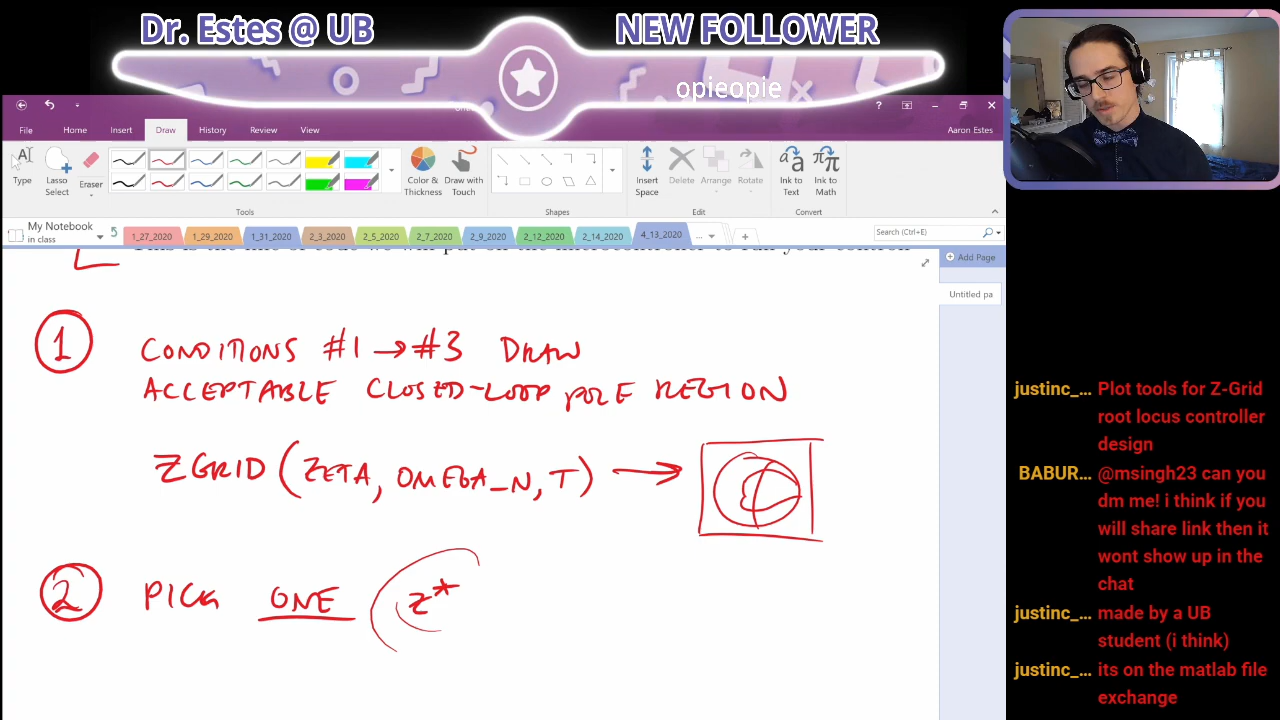 Dr. Estes @ UB
NEW FOLLOWER
opieopie
File Home Insert Draw History Review View
Aaron Estes
Type
Lasso Select
Eraser
Color & Thickness
Draw with Touch
Insert Space
Delete
Arrange
Rotate
Ink to Text
Ink to Math
Tools
Shapes
Edit
Convert
My Notebook
in class
1_27_2020 1_29_2020 1_31_2020 2_3_2020 2_5_2020 2_7_2020 2_9_2020 2_12_2020 2_14_2020 4_13_2020 ...
Search (Ctrl+E)
Add Page
Untitled pa
1 CONDITIONS #1 → #3 DRAW
ACCEPTABLE CLOSED-LOOP POLE REGION
ZGRID (ZETA, OMEGA_N, T) →
2 PICK ONE (z*
justinc_... Plot tools for Z-Grid
root locus controller
design
BABUR... @msingh23 can you
dm me! i think if you
will share link then it
wont show up in the
chat
justinc_... made by a UB
student (i think)
justinc_... its on the matlab file
exchange